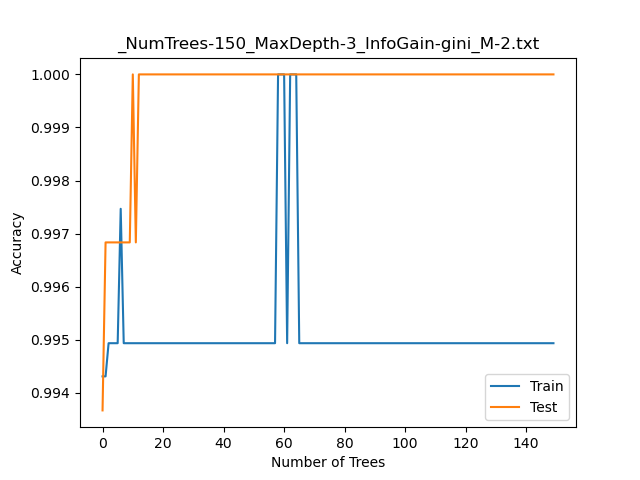 _NumTrees-150_MaxDepth-3_InfoGain-gini_M-2.txt
1.000
0.999
0.998
0.997
0.996
0.995
0.994
Accuracy
0 20 40 60 80 100 120 140
Number of Trees
Train
Test